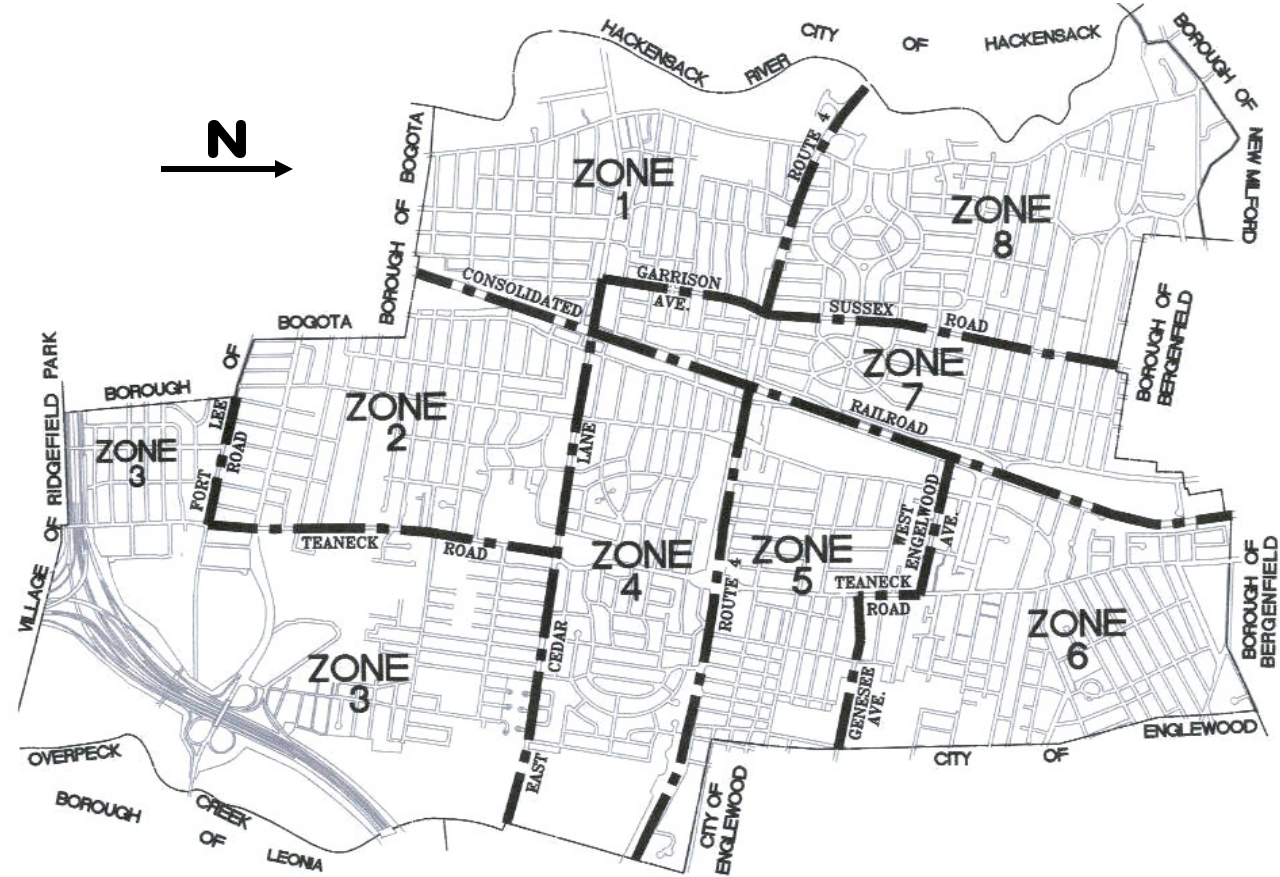 CITY OF HACKENSACK
HACKENSACK RIVER
BOROUGH OF NEW MILFORD
N
BOROUGH OF BOGOTA
ZONE
1
ROUTE 4
ZONE
8
GARRISON
AVE.
CONSOLIDATED
SUSSEX ROAD
BOROUGH OF
BERGENFIELD
BOROUGH OF BOGOTA
VILLAGE OF RIDGEFIELD PARK
ZONE
7
RAILROAD
ZONE
3
FORT LEE
ROAD
ZONE
2
LANE
TEANECK ROAD
ZONE
4
ROUTE 4
ZONE
5
WEST
ENGELWOOD
AVE.
TEANECK
ROAD
ZONE
6
BOROUGH OF
BERGENFIELD
ZONE
3
CEDAR
EAST
GENESEE
AVE.
CITY OF ENGLEWOOD
CITY OF
ENGLEWOOD
OVERPECK CREEK
BOROUGH OF LEONIA